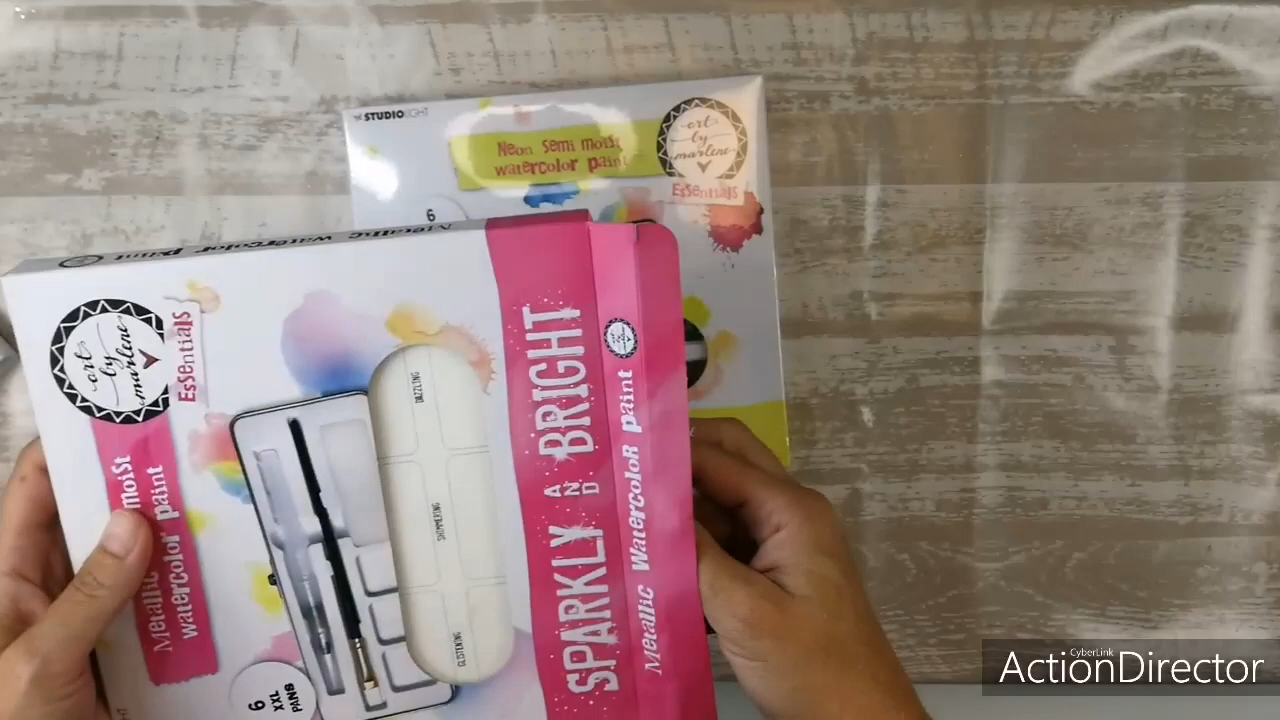 STUDIOLIGHT
Neon semi moist
watercolor paint
art
by
marlene
Essentials
6
Metallic watercolor paint
art
by
marlene
Essentials
Metallic
moist
watercolor paint
6
XXL
PANS
DAZZLING
SHIMMERING
GLISTENING
SPARKLY AND BRIGHT
Metallic Watercolor paint
CyberLink
ActionDirector